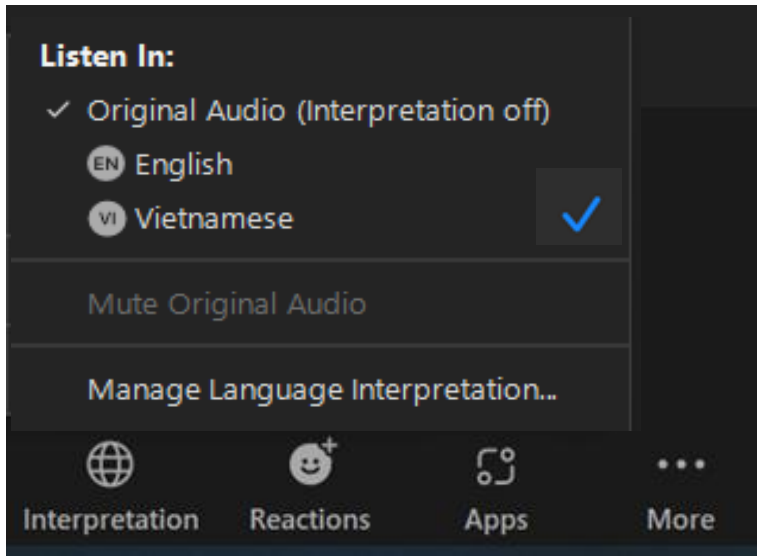 Listen In:
Original Audio (Interpretation off)
EN English
VI Vietnamese
Mute Original Audio
Manage Language Interpretation...
Interpretation Reactions Apps More